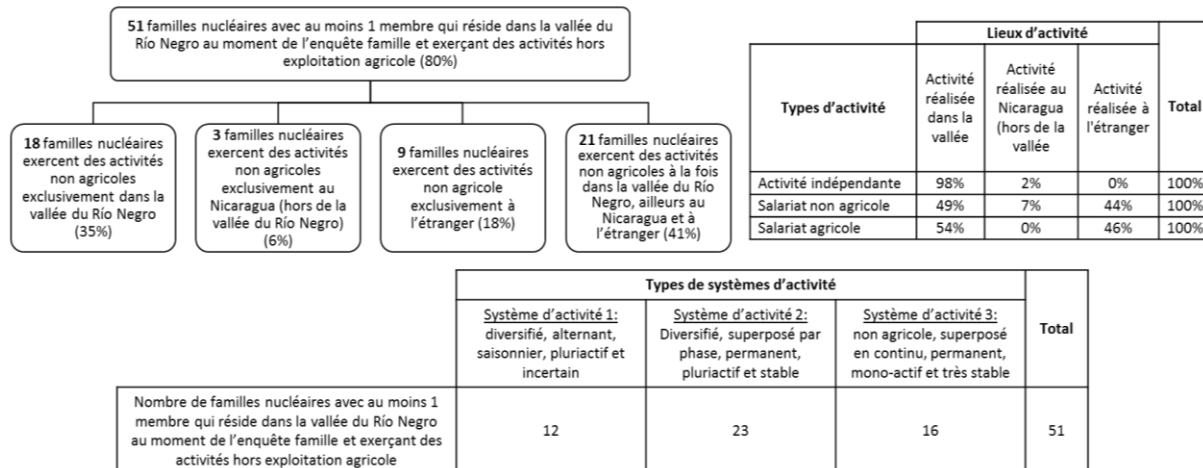 51 familles nucléaires avec au moins 1 membre qui réside dans la vallée du
Río Negro au moment de l'enquête famille et exerçant des activités hors
exploitation agricole (80%)
18 familles nucléaires
exercent des activités
non agricoles
exclusivement dans la
vallée du Río Negro
(35%)
3 familles nucléaires
exercent des activités
non agricoles
exclusivement au
Nicaragua (hors de la
vallée du Río Negro)
(6%)
9 familles nucléaires
exercent des activités
non agricole
exclusivement à
l'étranger (18%)
21 familles nucléaires
exercent des activités
non agricoles à la fois
dans la vallée du Río
Negro, ailleurs au
Nicaragua et à
l'étranger (41%)
Types d'activité
Lieux d'activité
Activité
réalisée
dans la
vallée
Activité
réalisée au
Nicaragua
(hors de la
vallée
Activité
réalisée à
l'étranger
Total
Activité indépendante 98% 2% 0% 100%
Salariat non agricole 49% 7% 44% 100%
Salariat agricole 54% 0% 46% 100%
Types de systèmes d'activité
Système d'activité 1:
diversifié, alternant,
saisonnier, pluriactif et
incertain
Système d'activité 2:
Diversifié, superposé par
phase, permanent,
pluriactif et stable
Système d'activité 3:
non agricole, superposé
en continu, permanent,
mono-actif et très stable
Total
Nombre de familles nucléaires avec au moins 1
membre qui réside dans la vallée du Río Negro
au moment de l'enquête famille et exerçant des
activités hors exploitation agricole
12 23 16 51